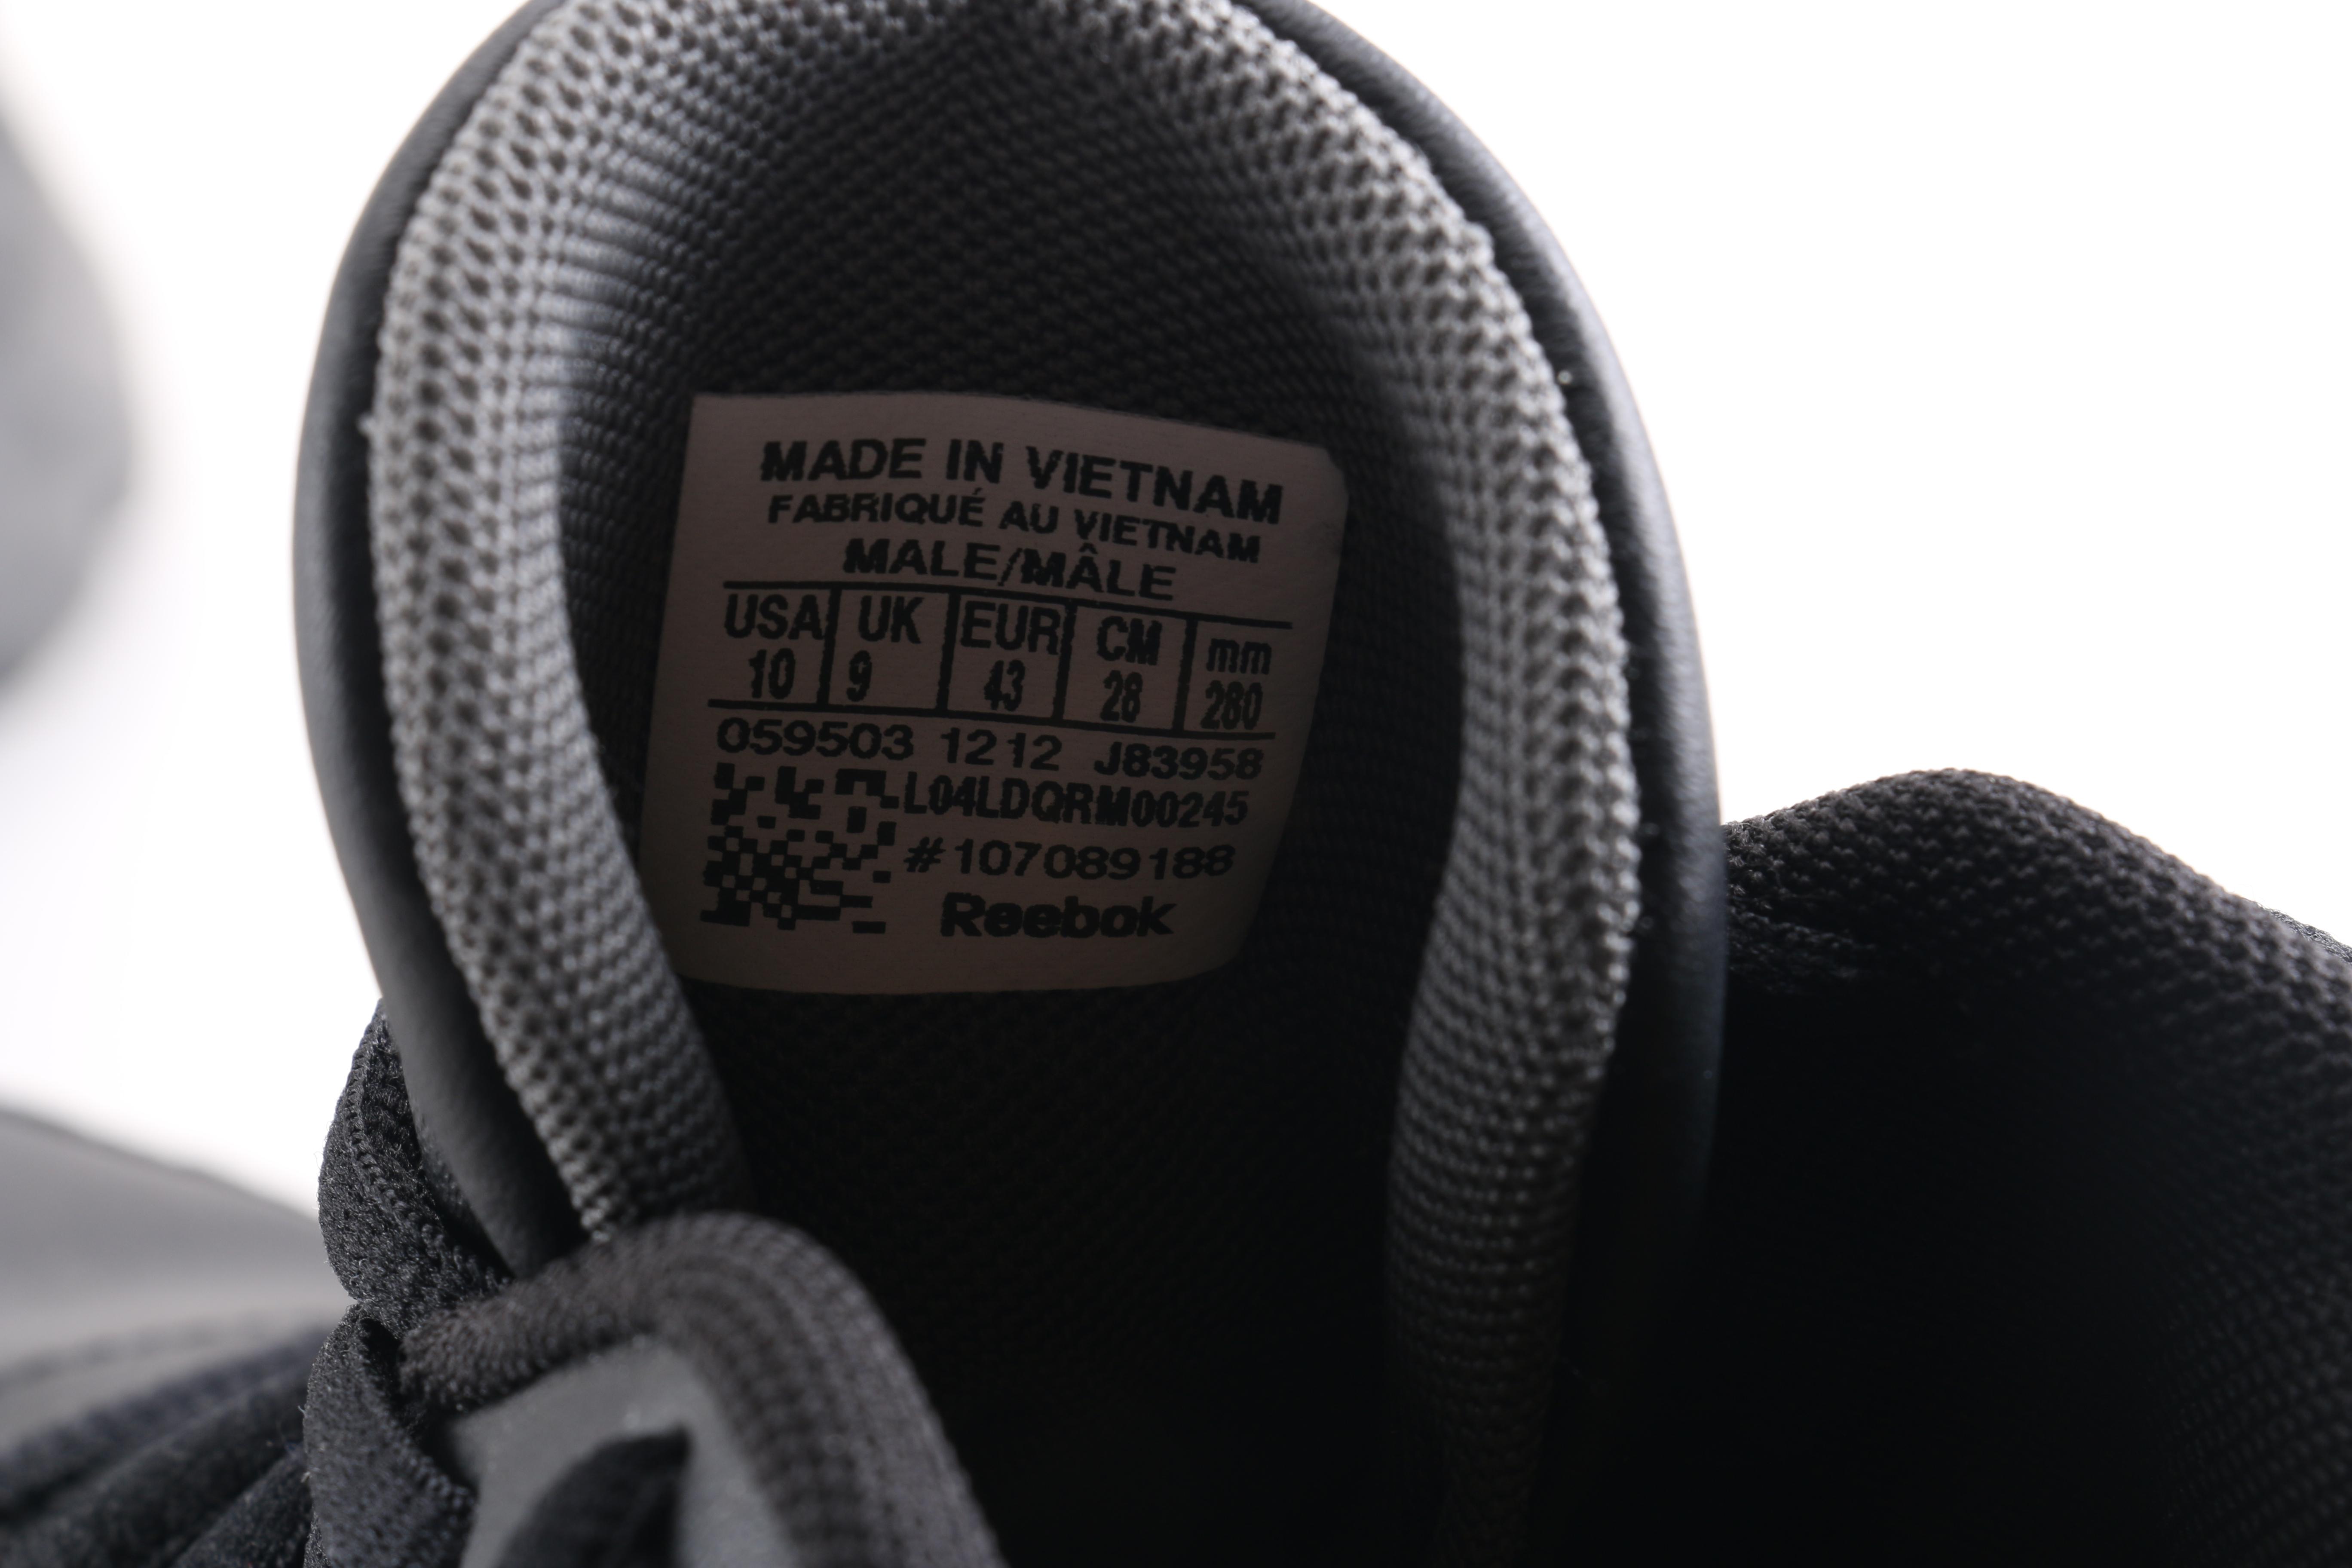 MADE IN VIETNAM
FABRIQUÉ AU VIETNAM
MALE/MÂLE
USA UK EUR CM mm
10 9 43 28 280
059503 1212 J83958
L04LDQRM00245
#107089188
Reebok